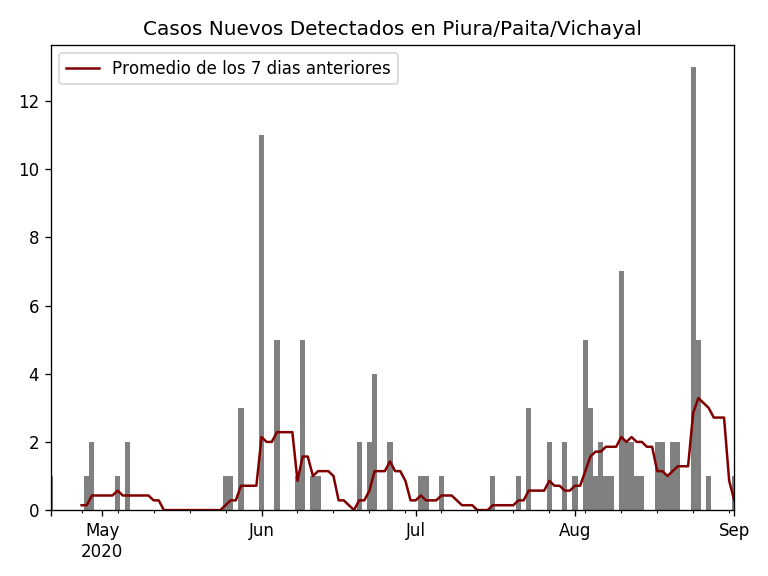 Casos Nuevos Detectados en Piura/Paita/Vichayal
Promedio de los 7 dias anteriores
12
10
8
6
4
2
0
May Jun Jul Aug Sep
2020